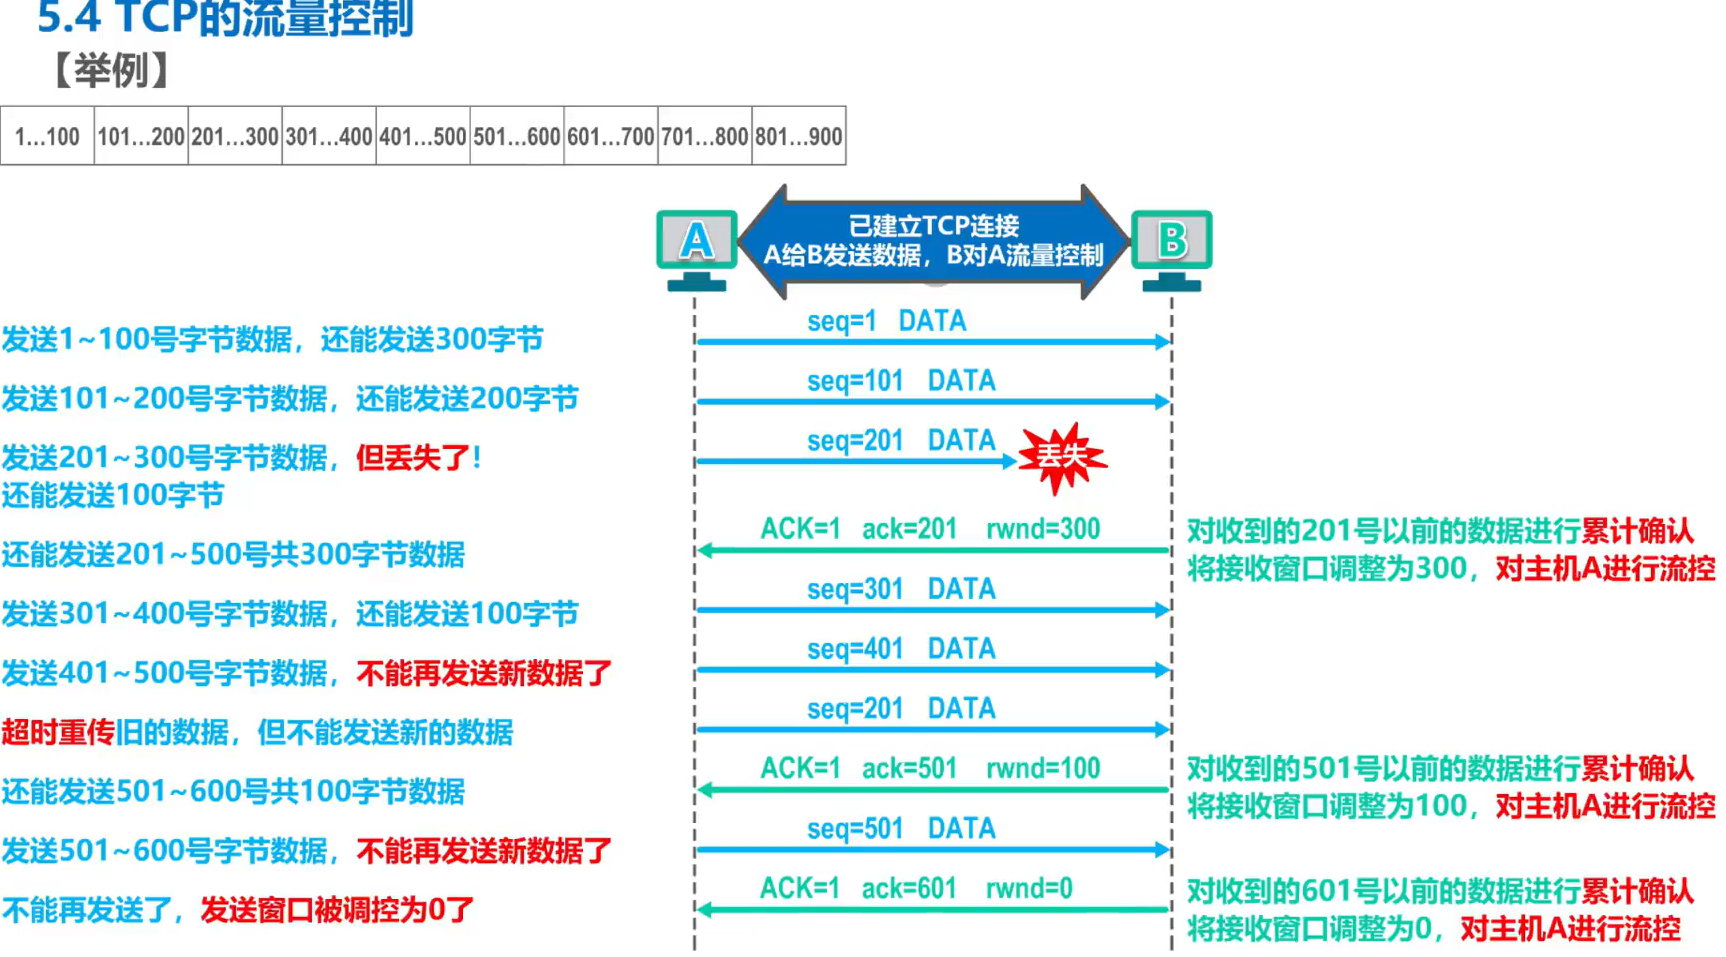 5.4 TCP的流量控制
【举例】
1…100 101…200 201…300 301…400 401…500 501…600 601…700 701…800 801…900
A
已建立TCP连接
A给B发送数据，B对A流量控制
B
发送1~100号字节数据，还能发送300字节
seq=1 DATA
发送101~200号字节数据，还能发送200字节
seq=101 DATA
发送201~300号字节数据，但丢失了！
还能发送100字节
seq=201 DATA
丢失
还能发送201~500号共300字节数据
ACK=1 ack=201 rwnd=300
对收到的201号以前的数据进行累计确认
将接收窗口调整为300，对主机A进行流控
发送301~400号字节数据，还能发送100字节
seq=301 DATA
发送401~500号字节数据，不能再发送新数据了
seq=401 DATA
超时重传旧的数据，但不能发送新的数据
seq=201 DATA
还能发送501~600号共100字节数据
ACK=1 ack=501 rwnd=100
对收到的501号以前的数据进行累计确认
将接收窗口调整为100，对主机A进行流控
发送501~600号字节数据，不能再发送新数据了
seq=501 DATA
不能再发送了，发送窗口被调控为0了
ACK=1 ack=601 rwnd=0
对收到的601号以前的数据进行累计确认
将接收窗口调整为0，对主机A进行流控